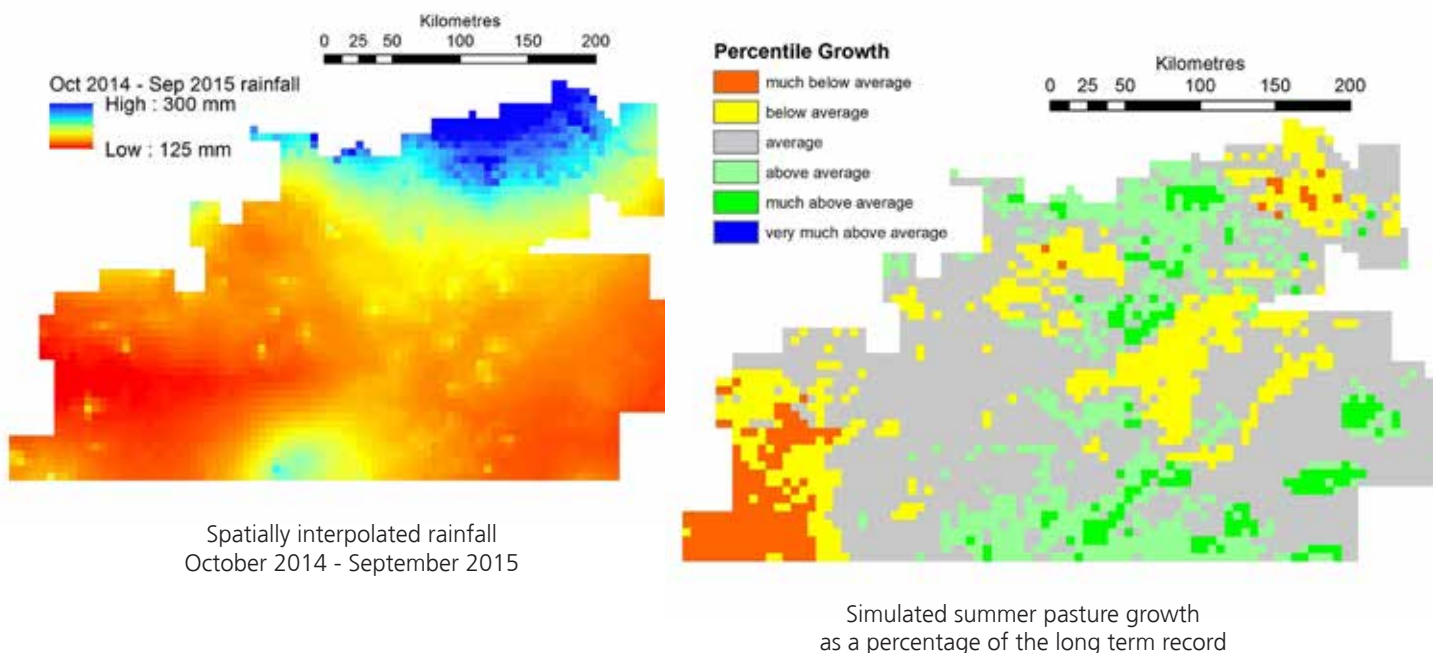 Kilometres
0 25 50 100 150 200
Oct 2014 - Sep 2015 rainfall
High : 300 mm
Low : 125 mm
Spatially interpolated rainfall
October 2014 - September 2015
Percentile Growth
much below average
below average
average
above average
much above average
very much above average
Kilometres
0 25 50 100 150 200
Simulated summer pasture growth
as a percentage of the long term record